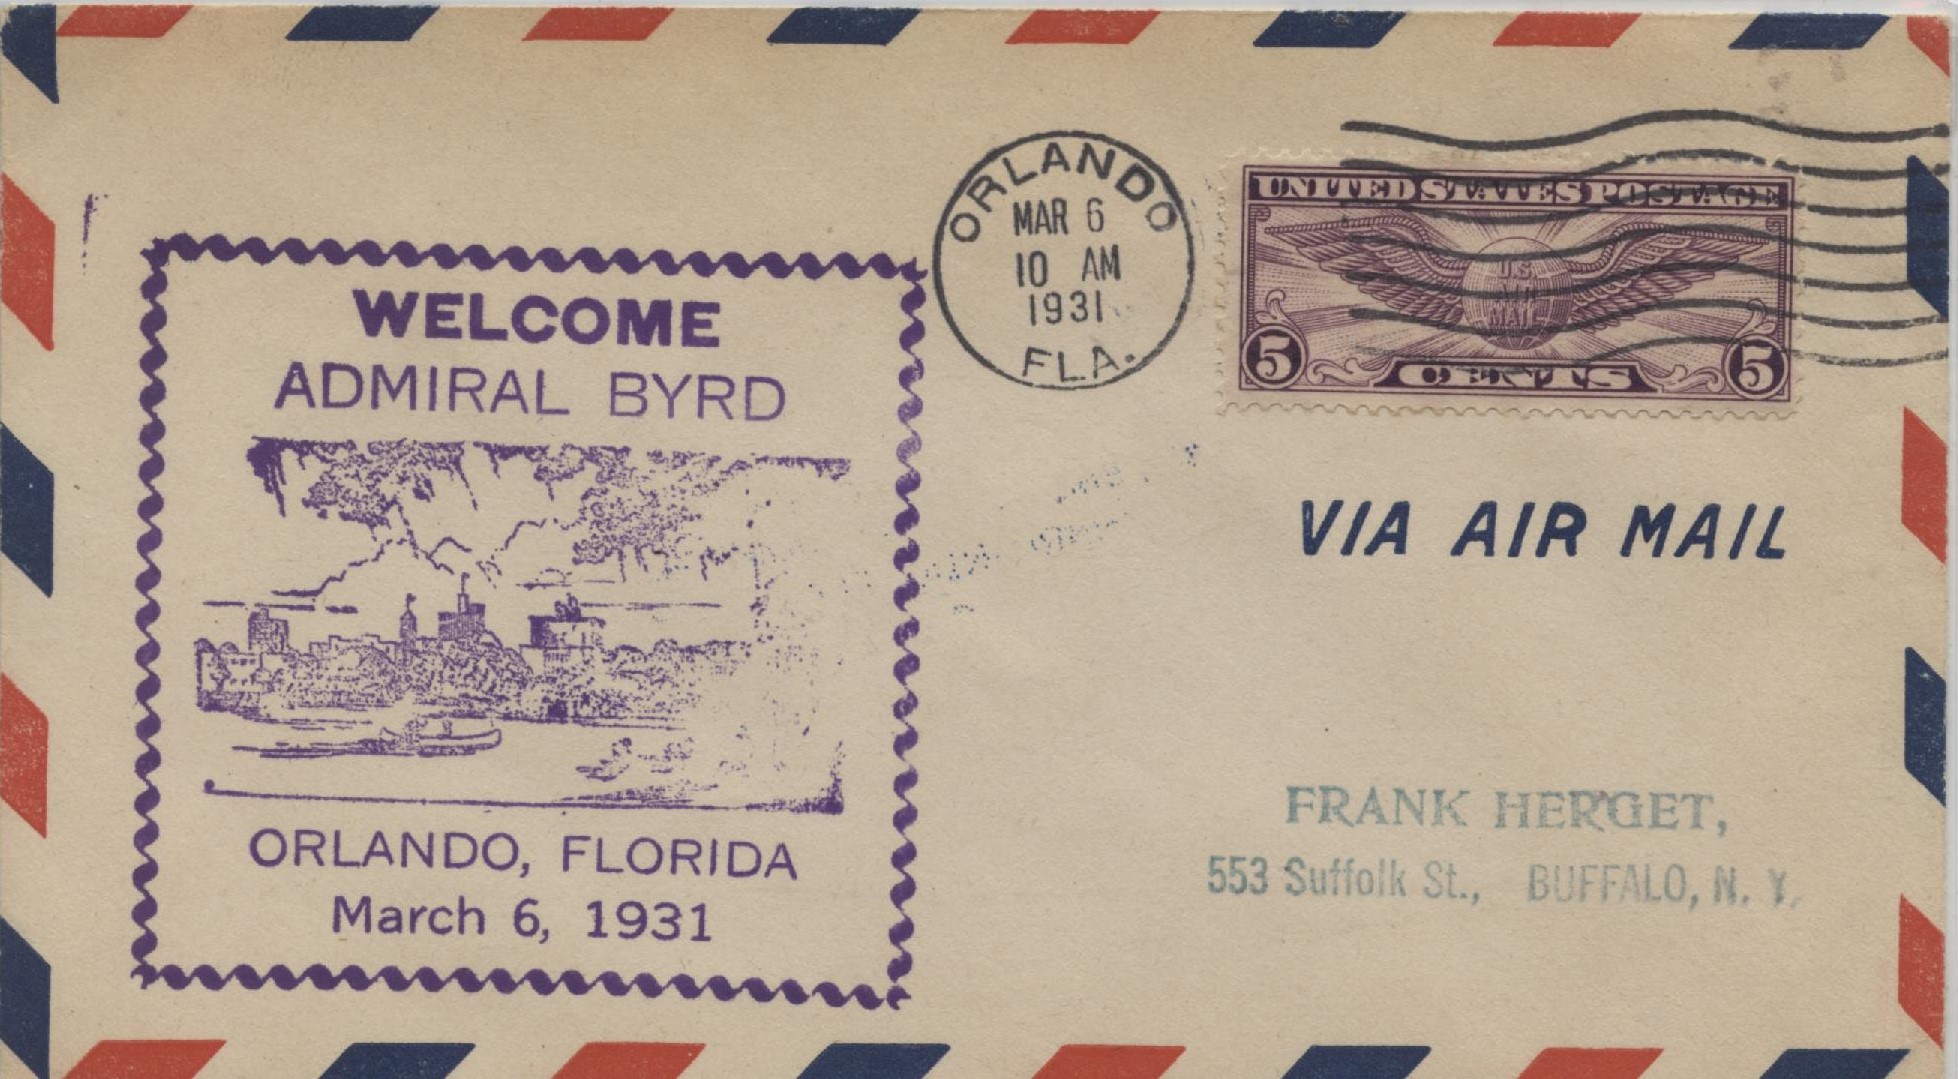 WELCOME
ADMIRAL BYRD
ORLANDO, FLORIDA
March 6, 1931
ORLANDO
MAR 6
10 AM
1931
FLA.
UNITED STATES POSTAGE
U.S.
AIR
MAIL
5 CENTS 5
VIA AIR MAIL
FRANK HERGET,
553 Suffolk St., BUFFALO, N. Y.